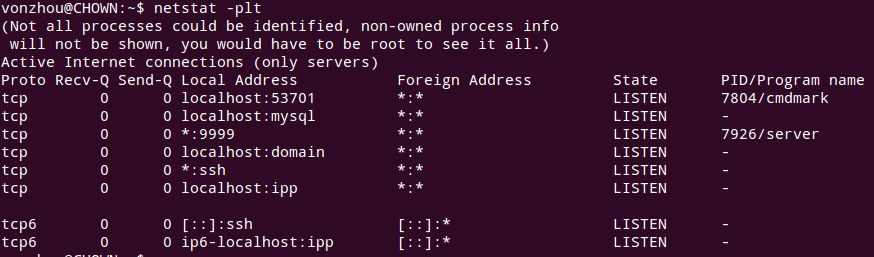 vonzhou@CHOWN:~$ netstat -plt
(Not all processes could be identified, non-owned process info
 will not be shown, you would have to be root to see it all.)
Active Internet connections (only servers)
Proto Recv-Q Send-Q Local Address           Foreign Address         State       PID/Program name
tcp        0      0 localhost:53701         *:*                     LISTEN      7804/cmdmark
tcp        0      0 localhost:mysql         *:*                     LISTEN      -
tcp        0      0 *:9999                  *:*                     LISTEN      7926/server
tcp        0      0 localhost:domain        *:*                     LISTEN      -
tcp        0      0 *:ssh                   *:*                     LISTEN      -
tcp        0      0 localhost:ipp           *:*                     LISTEN      -
tcp6       0      0 [::]:ssh                [::]:*                  LISTEN      -
tcp6       0      0 ip6-localhost:ipp       [::]:*                  LISTEN      -